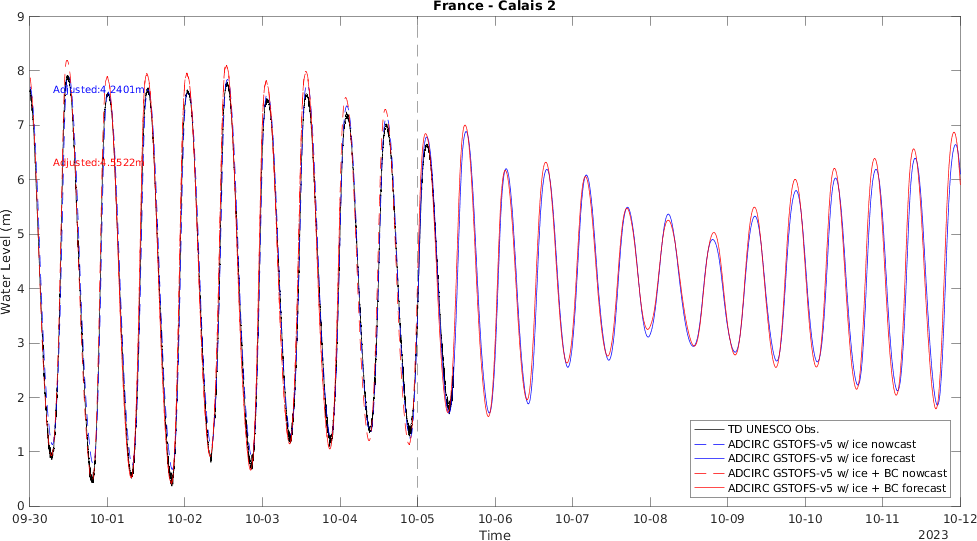 France - Calais 2
9
8
7
6
5
4
3
2
1
0
Water Level (m)
Adjusted:4.2401m
Adjusted:4.5522m
TD UNESCO Obs.
ADCIRC GSTOFS-v5 w/ ice nowcast
ADCIRC GSTOFS-v5 w/ ice forecast
ADCIRC GSTOFS-v5 w/ ice + BC nowcast
ADCIRC GSTOFS-v5 w/ ice + BC forecast
09-30 10-01 10-02 10-03 10-04 10-05 10-06 10-07 10-08 10-09 10-10 10-11 10-12
Time
2023